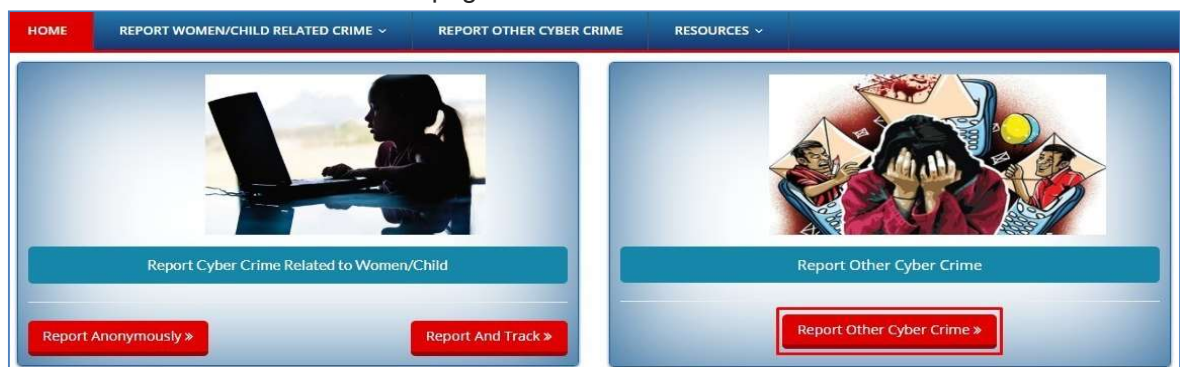 HOME REPORT WOMEN/CHILD RELATED CRIME REPORT OTHER CYBER CRIME RESOURCES
Report Cyber Crime Related to Women/Child
Report Anonymously » Report And Track »
Report Other Cyber Crime
Report Other Cyber Crime »